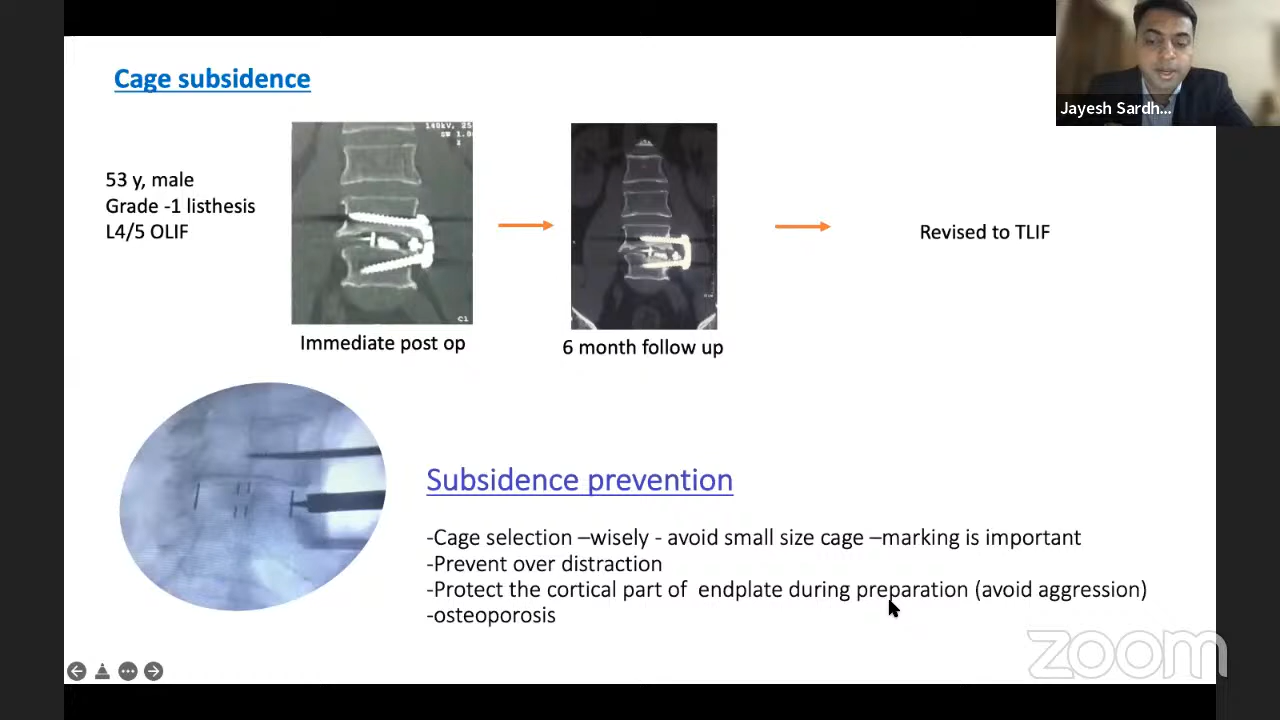 Cage subsidence
Jayesh Sardh...
53 y, male
Grade -1 listhesis
L4/5 OLIF
Revised to TLIF
Immediate post op
6 month follow up
Subsidence prevention
-Cage selection –wisely - avoid small size cage –marking is important
-Prevent over distraction
-Protect the cortical part of endplate during preparation (avoid aggression)
-osteoporosis
zoom